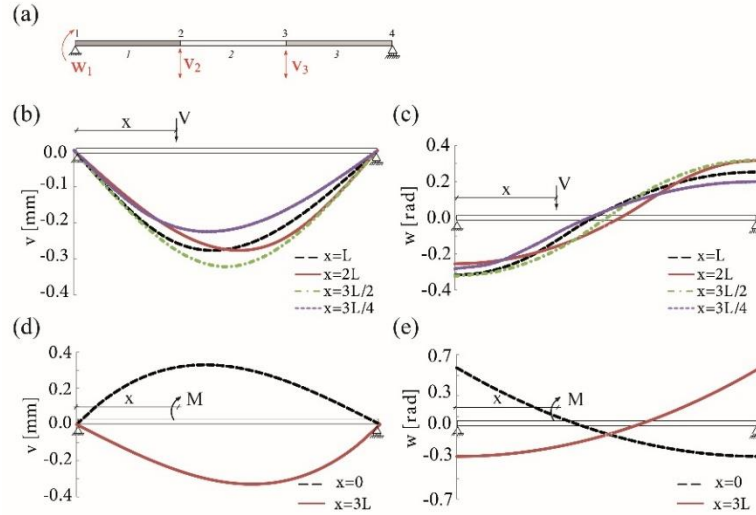 (a)
1 2 3 4
1 2 3
w₁ v₂ v₃
(b)
x V
0.0
-0.1
-0.2
-0.3
-0.4
v [mm]
x=L
x=2L
x=3L/2
x=3L/4
(c)
x V
0.4
0.2
0.0
-0.2
-0.4
w [rad]
x=L
x=2L
x=3L/2
x=3L/4
(d)
x M
0.4
0.2
0.0
-0.2
-0.4
v [mm]
x=0
x=3L
(e)
x M
0.7
0.3
0.0
-0.3
-0.7
w [rad]
x=0
x=3L